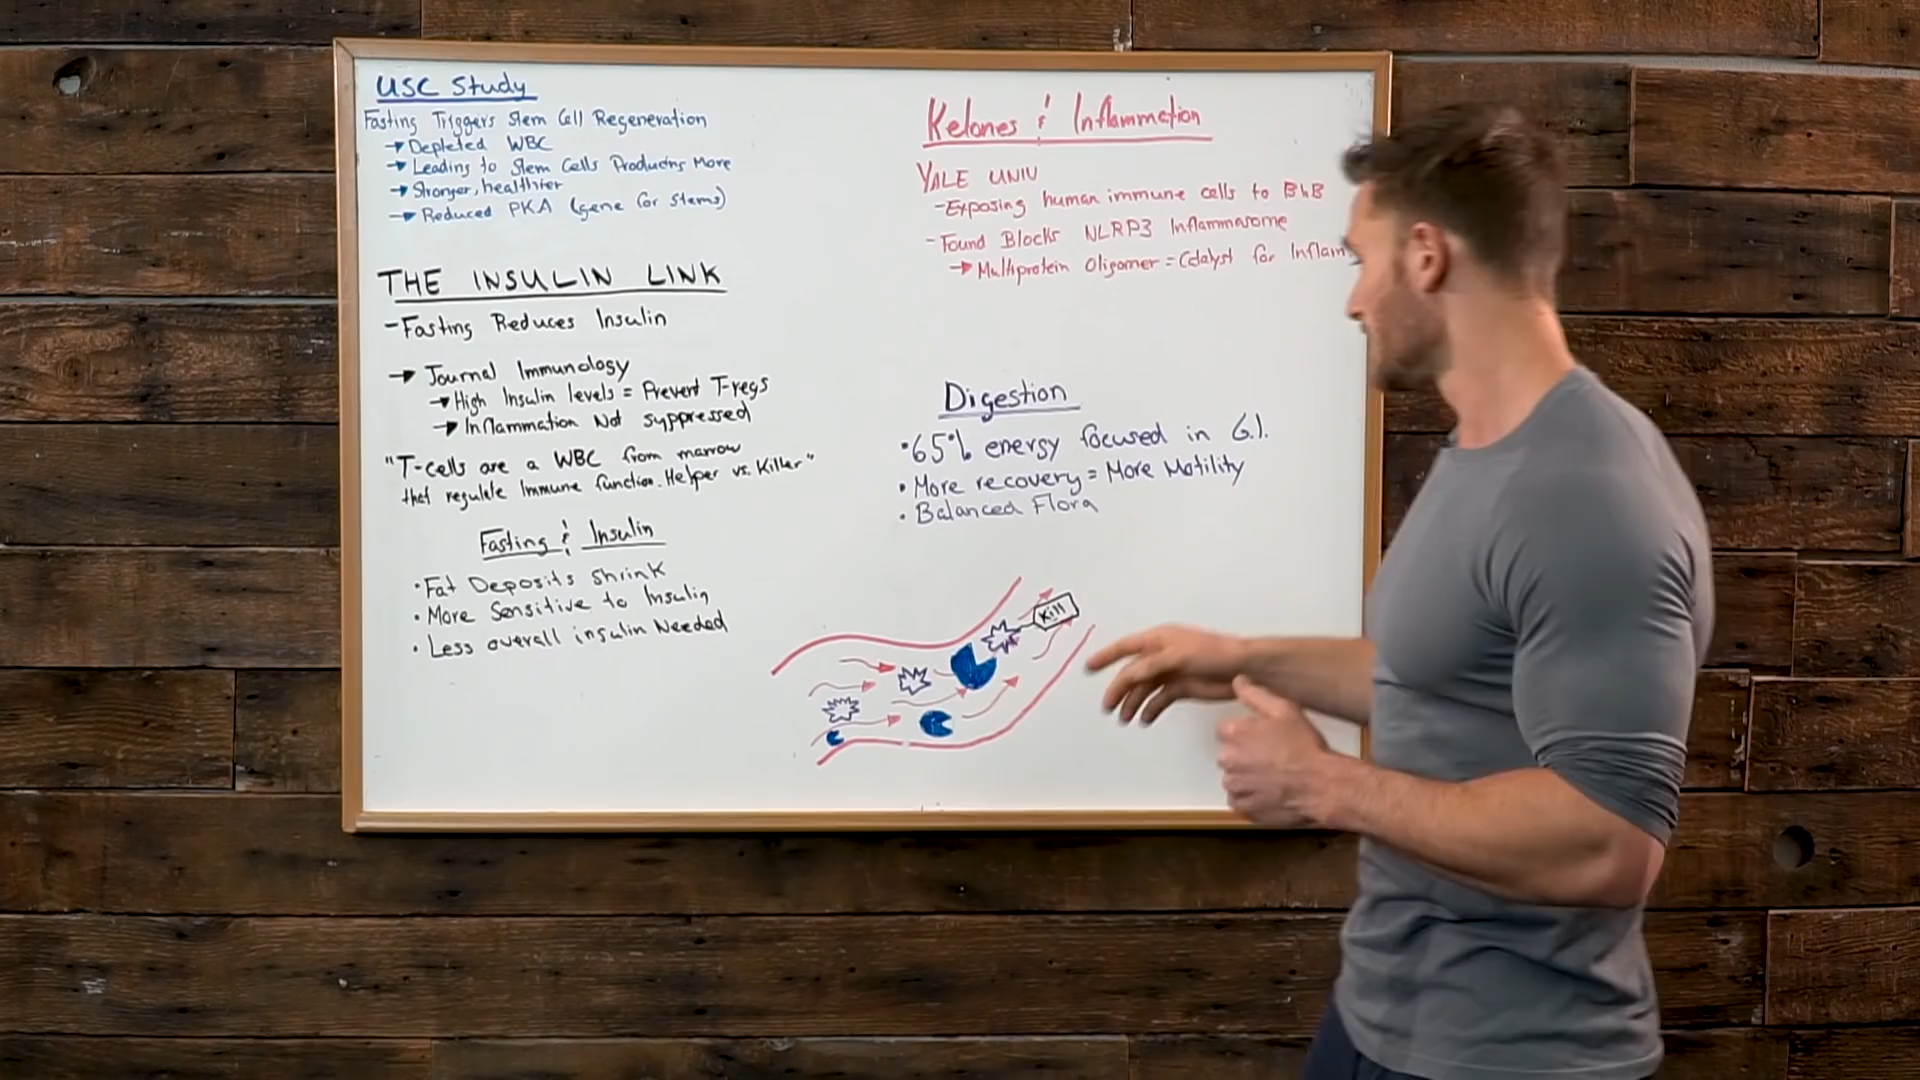 USC Study
Fasting Triggers Stem Cell Regeneration
→ Depleted WBC
→ Leading to Stem Cells Producing More
→ Stronger, healthier
→ Reduced PKA (gene for stems)
THE INSULIN LINK
- Fasting Reduces Insulin
→ Journal Immunology
→ High Insulin levels = Prevent T-regs
→ Inflammation Not suppressed
"T-cells are a WBC from marrow
that regulate Immune function. Helper vs. Killer"
Fasting & Insulin
• Fat Deposits Shrink
• More Sensitive to Insulin
• Less overall insulin Needed
Ketones & Inflammation
YALE UNIV
- Exposing human immune cells to BhB
- Found Blocks NLRP3 Inflammasome
→ Multiprotein Oligomer = Catalyst for Inflam
Digestion
• 65% energy focused in G.I.
• More recovery = More Motility
• Balanced Flora
Kill